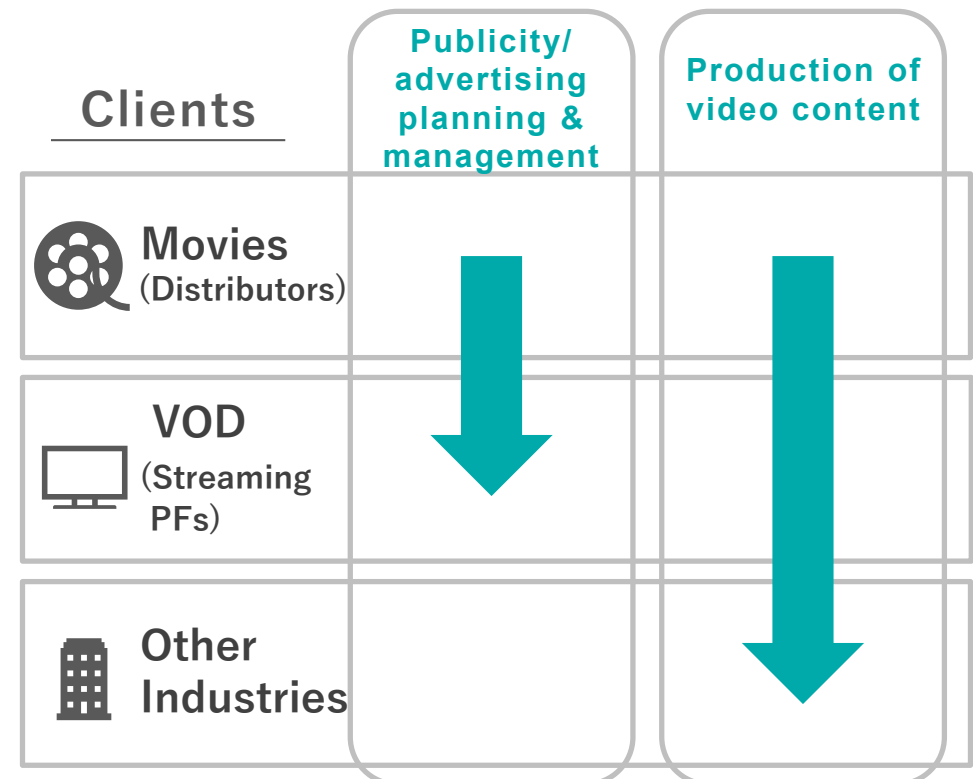 Clients
Publicity/
advertising
planning &
management
Production of
video content
Movies
(Distributors)
VOD
(Streaming
PFs)
Other
Industries